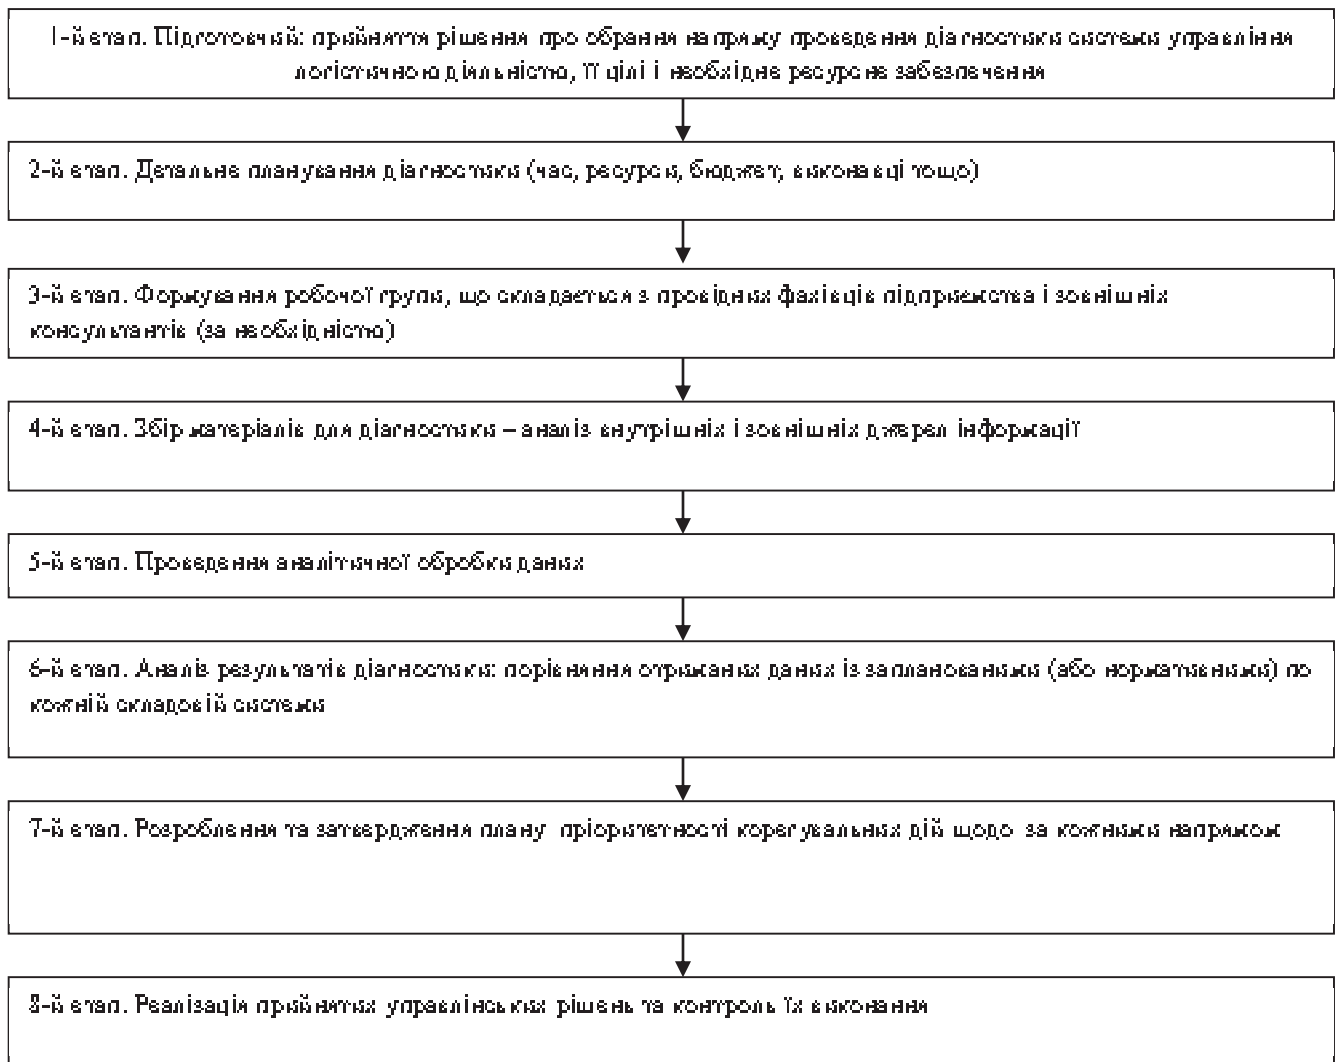 1-й етап. Підготовчий: прийняття рішення про обрання напряму проведення діагностики системи управління
логістичною діяльністю, її цілі і необхідне ресурсне забезпечення
2-й етап. Детальне планування діагностики (час, ресурси, бюджет, виконавці тощо)
3-й етап. Формування робочої групи, що складається з провідних фахівців підприємства і зовнішніх
консультантів (за необхідністю)
4-й етап. Збір матеріалів для діагностики – аналіз внутрішніх і зовнішніх джерел інформації
5-й етап. Проведення аналітичної обробки даних
6-й етап. Аналіз результатів діагностики: порівняння отриманих даних із запланованими (або нормативними) по
кожній складовій системи
7-й етап. Розроблення та затвердження плану пріоритетності корегувальних дій щодо за кожними напрямом
8-й етап. Реалізація прийнятих управлінських рішень та контроль їх виконання